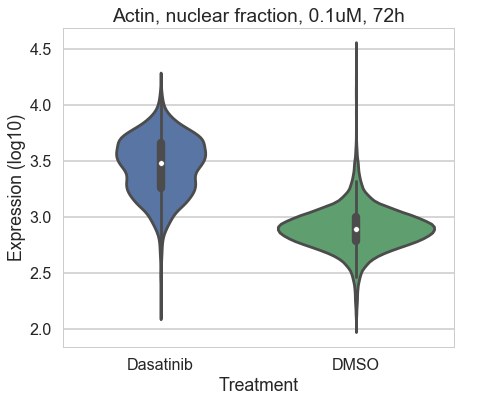 Actin, nuclear fraction, 0.1uM, 72h
Expression (log10)
4.5
4.0
3.5
3.0
2.5
2.0
Dasatinib DMSO
Treatment